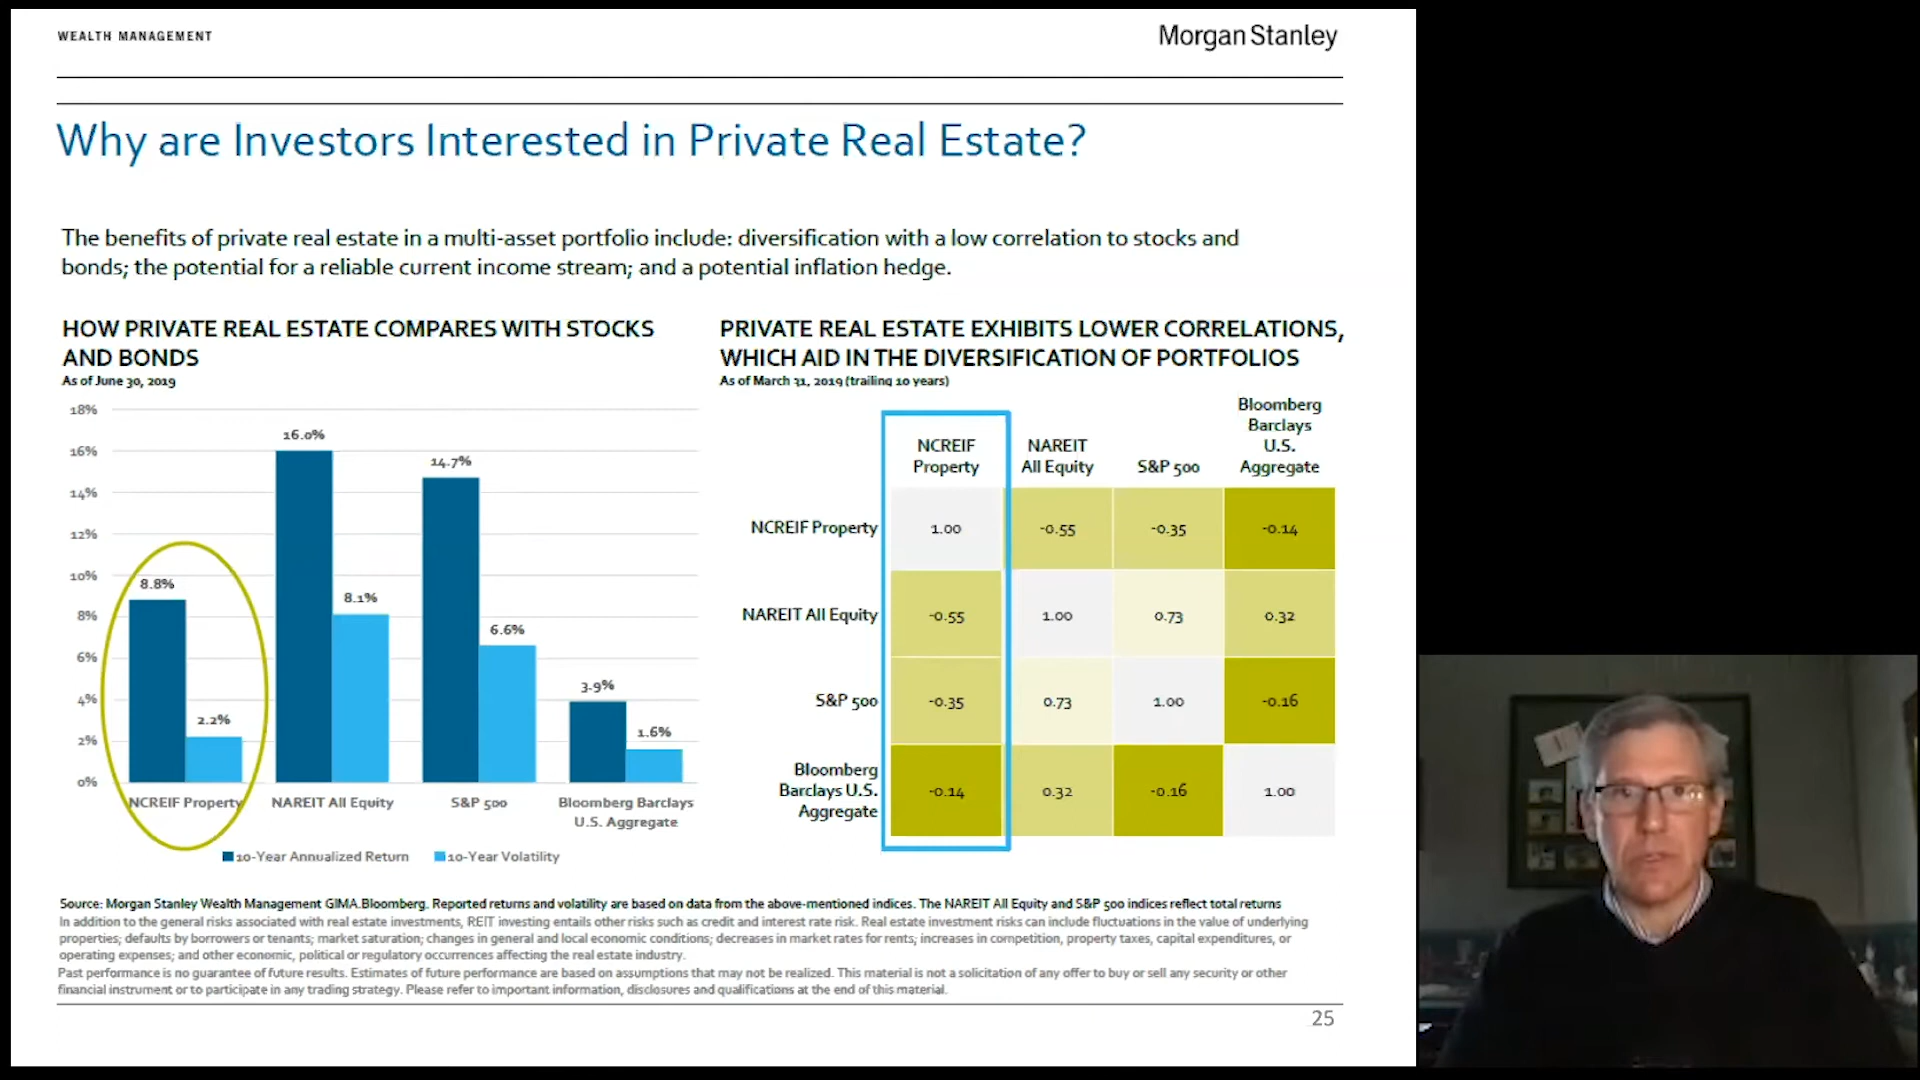 WEALTH MANAGEMENT
Morgan Stanley
Why are Investors Interested in Private Real Estate?
The benefits of private real estate in a multi-asset portfolio include: diversification with a low correlation to stocks and
bonds; the potential for a reliable current income stream; and a potential inflation hedge.
HOW PRIVATE REAL ESTATE COMPARES WITH STOCKS
AND BONDS
As of June 30, 2019
18%
16%
14%
12%
10%
8%
6%
4%
2%
0%
8.8%
2.2%
16.0%
8.1%
14.7%
6.6%
3.9%
1.6%
NCREIF Property
NAREIT All Equity
S&P 500
Bloomberg Barclays
U.S. Aggregate
10-Year Annualized Return
10-Year Volatility
PRIVATE REAL ESTATE EXHIBITS LOWER CORRELATIONS,
WHICH AID IN THE DIVERSIFICATION OF PORTFOLIOS
As of March 31, 2019 (trailing 10 years)
NCREIF
Property
NAREIT
All Equity
S&P 500
Bloomberg
Barclays
U.S.
Aggregate
NCREIF Property
1.00
-0.55
-0.35
-0.14
NAREIT All Equity
-0.55
1.00
0.73
0.32
S&P 500
-0.35
0.73
1.00
-0.16
Bloomberg
Barclays U.S.
Aggregate
-0.14
0.32
-0.16
1.00
Source: Morgan Stanley Wealth Management GIMA.Bloomberg. Reported returns and volatility are based on data from the above-mentioned indices. The NAREIT All Equity and S&P 500 indices reflect total returns
In addition to the general risks associated with real estate investments, REIT investing entails other risks such as credit and interest rate risk. Real estate investment risks can include fluctuations in the value of underlying
properties; defaults by borrowers or tenants; market saturation; changes in general and local economic conditions; decreases in market rates for rents; increases in competition, property taxes, capital expenditures, or
operating expenses; and other economic, political or regulatory occurrences affecting the real estate industry.
Past performance is no guarantee of future results. Estimates of future performance are based on assumptions that may not be realized. This material is not a solicitation of any offer to buy or sell any security or other
financial instrument or to participate in any trading strategy. Please refer to important information, disclosures and qualifications at the end of this material.
25